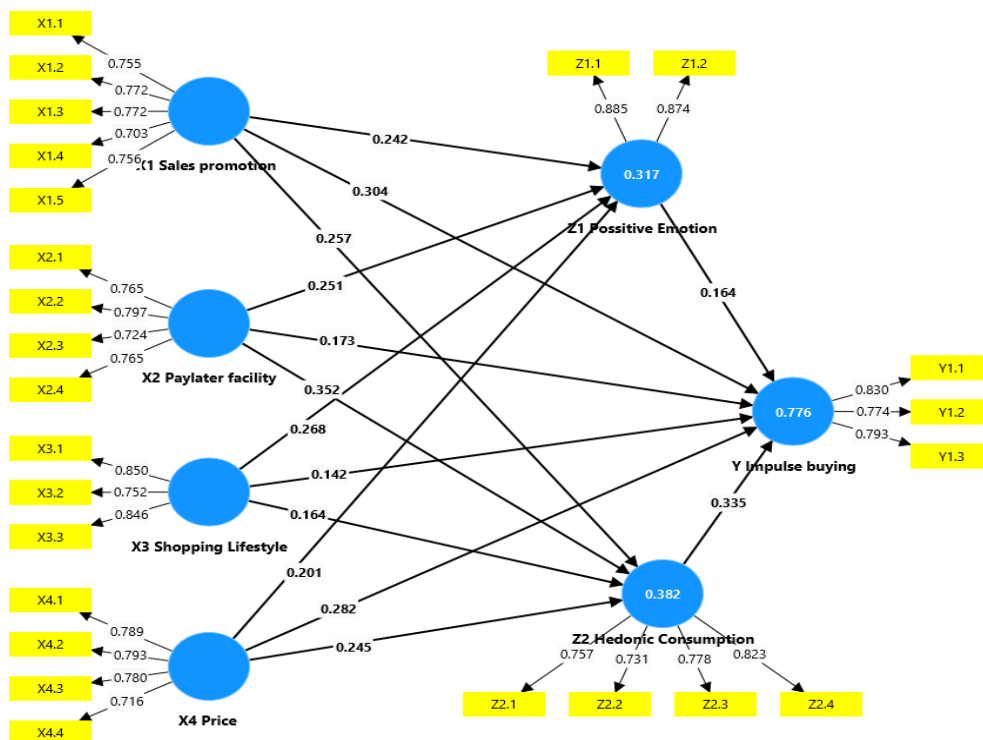 X1.1
0.755
X1.2
0.772
X1.3
0.772
X1.4
0.703
X1.5
0.756
X1 Sales promotion
X2.1
0.765
X2.2
0.797
X2.3
0.724
X2.4
0.765
X2 Paylater facility
X3.1
0.850
X3.2
0.752
X3.3
0.846
X3 Shopping Lifestyle
X4.1
0.789
X4.2
0.793
X4.3
0.780
X4.4
0.716
X4 Price
0.242
0.304
0.257
0.251
0.173
0.352
0.268
0.142
0.164
0.201
0.282
0.245
Z1.1
Z1.2
0.885
0.874
0.317
Z1 Possitive Emotion
0.164
0.776
Y Impulse buying
0.830
Y1.1
0.774
Y1.2
0.793
Y1.3
0.335
0.382
Z2 Hedonic Consumption
0.757
0.731
0.778
0.823
Z2.1
Z2.2
Z2.3
Z2.4